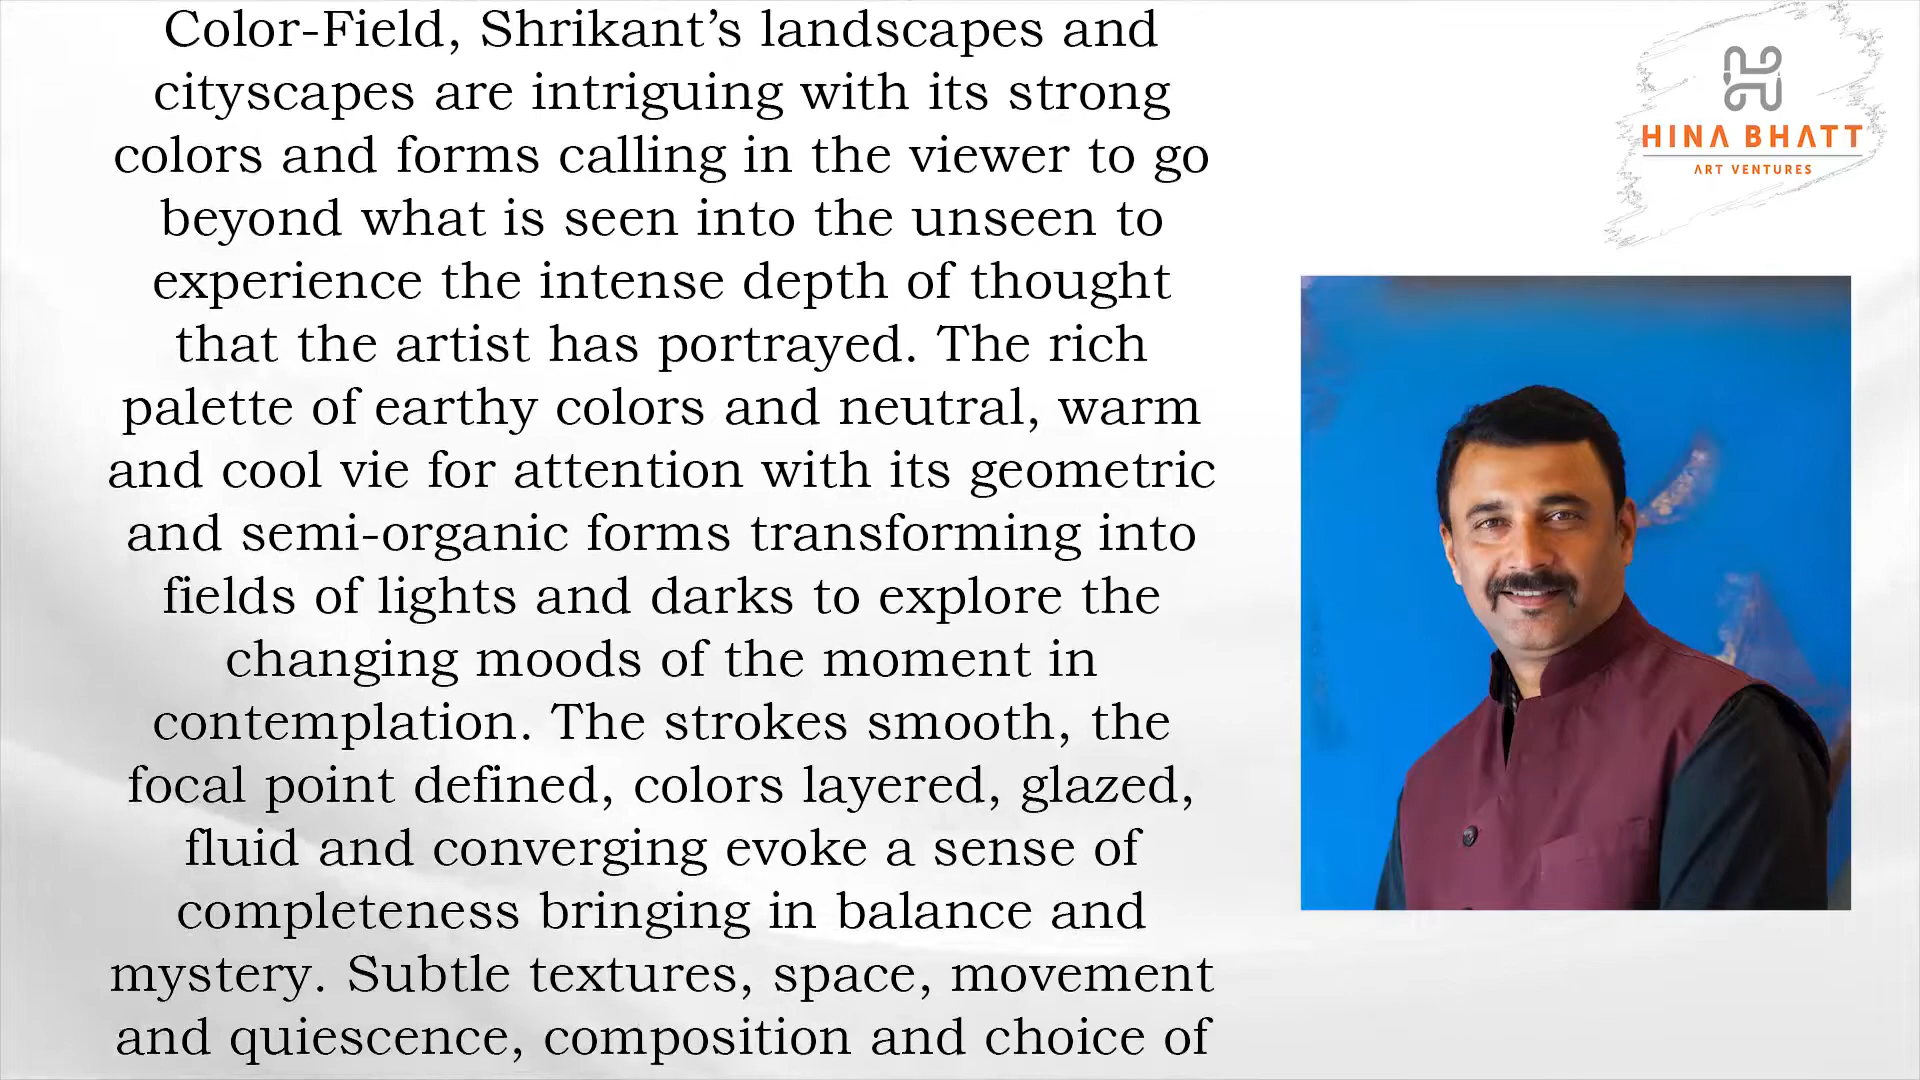 Color-Field, Shrikant’s landscapes and
cityscapes are intriguing with its strong
colors and forms calling in the viewer to go
beyond what is seen into the unseen to
experience the intense depth of thought
that the artist has portrayed. The rich
palette of earthy colors and neutral, warm
and cool vie for attention with its geometric
and semi-organic forms transforming into
fields of lights and darks to explore the
changing moods of the moment in
contemplation. The strokes smooth, the
focal point defined, colors layered, glazed,
fluid and converging evoke a sense of
completeness bringing in balance and
mystery. Subtle textures, space, movement
and quiescence, composition and choice of
HINA BHATT
ART VENTURES